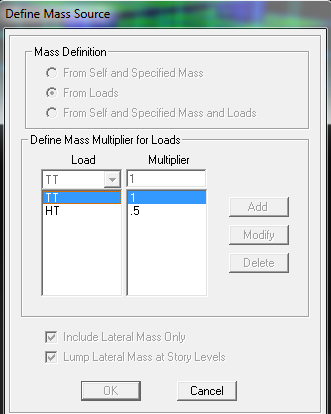 Define Mass Source
Mass Definition
From Self and Specified Mass
From Loads
From Self and Specified Mass and Loads
Define Mass Multiplier for Loads
Load Multiplier
TT 1
TT 1
HT .5
Add
Modify
Delete
Include Lateral Mass Only
Lump Lateral Mass at Story Levels
OK Cancel